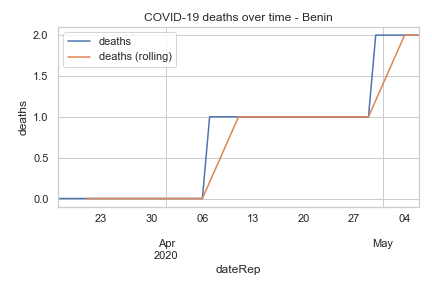 COVID-19 deaths over time - Benin
deaths
deaths (rolling)
2.0
1.5
1.0
0.5
0.0
deaths
23 30 06 13 20 27 04
Apr May
2020
dateRep